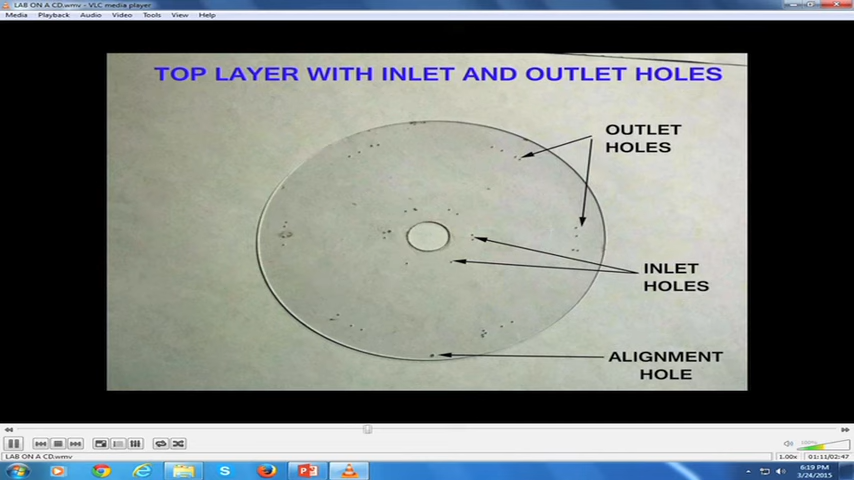 LAB ON A CD.wmv - VLC media player
Media Playback Audio Video Tools View Help
TOP LAYER WITH INLET AND OUTLET HOLES
OUTLET
HOLES
INLET
HOLES
ALIGNMENT
HOLE
LAB ON A CD.wmv
1.00x
01:11/02:47
6:19 PM
3/24/2015